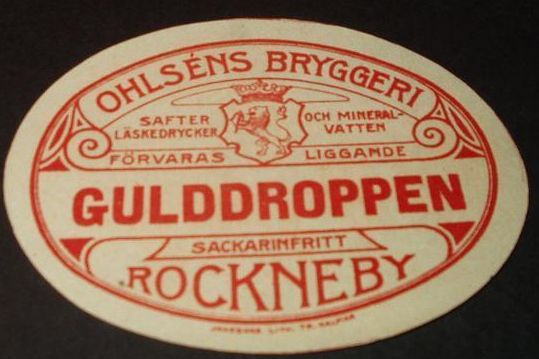 OHLSÉNS BRYGGERI
SAFTER
LÄSKEDRYCKER
OCH MINERAL-
VATTEN
FÖRVARAS LIGGANDE
GULDDROPPEN
SACKARINFRITT
ROCKNEBY